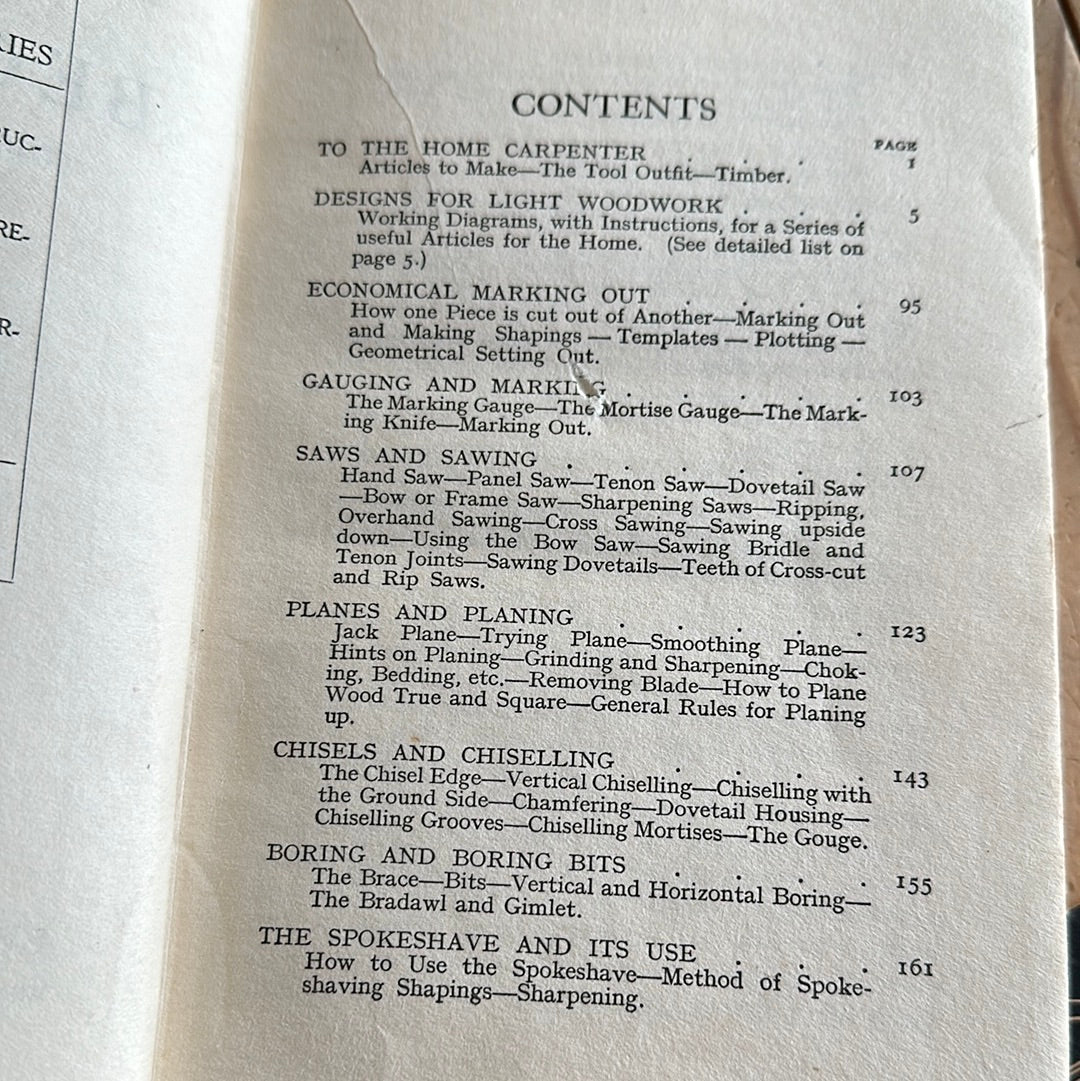 IES
UC-
RE-
R-
CONTENTS
PAGE
TO THE HOME CARPENTER . . . 1
Articles to Make—The Tool Outfit—Timber.
DESIGNS FOR LIGHT WOODWORK . . . 5
Working Diagrams, with Instructions, for a Series of
useful Articles for the Home. (See detailed list on
page 5.)
ECONOMICAL MARKING OUT . . . . 95
How one Piece is cut out of Another—Marking Out
and Making Shapings — Templates — Plotting —
Geometrical Setting Out.
GAUGING AND MARKING . . . . . 103
The Marking Gauge—The Mortise Gauge—The Mark-
ing Knife—Marking Out.
SAWS AND SAWING . . . . . . 107
Hand Saw—Panel Saw—Tenon Saw—Dovetail Saw
—Bow or Frame Saw—Sharpening Saws—Ripping,
Overhand Sawing—Cross Sawing—Sawing upside
down—Using the Bow Saw—Sawing Bridle and
Tenon Joints—Sawing Dovetails—Teeth of Cross-cut
and Rip Saws.
PLANES AND PLANING . . . . . 123
Jack Plane—Trying Plane—Smoothing Plane—
Hints on Planing—Grinding and Sharpening—Chok-
ing, Bedding, etc.—Removing Blade—How to Plane
Wood True and Square—General Rules for Planing
up.
CHISELS AND CHISELLING . . . . 143
The Chisel Edge—Vertical Chiselling—Chiselling with
the Ground Side—Chamfering—Dovetail Housing—
Chiselling Grooves—Chiselling Mortises—The Gouge.
BORING AND BORING BITS . . . . 155
The Brace—Bits—Vertical and Horizontal Boring—
The Bradawl and Gimlet.
THE SPOKESHAVE AND ITS USE . . . 161
How to Use the Spokeshave—Method of Spoke-
shaving Shapings—Sharpening.